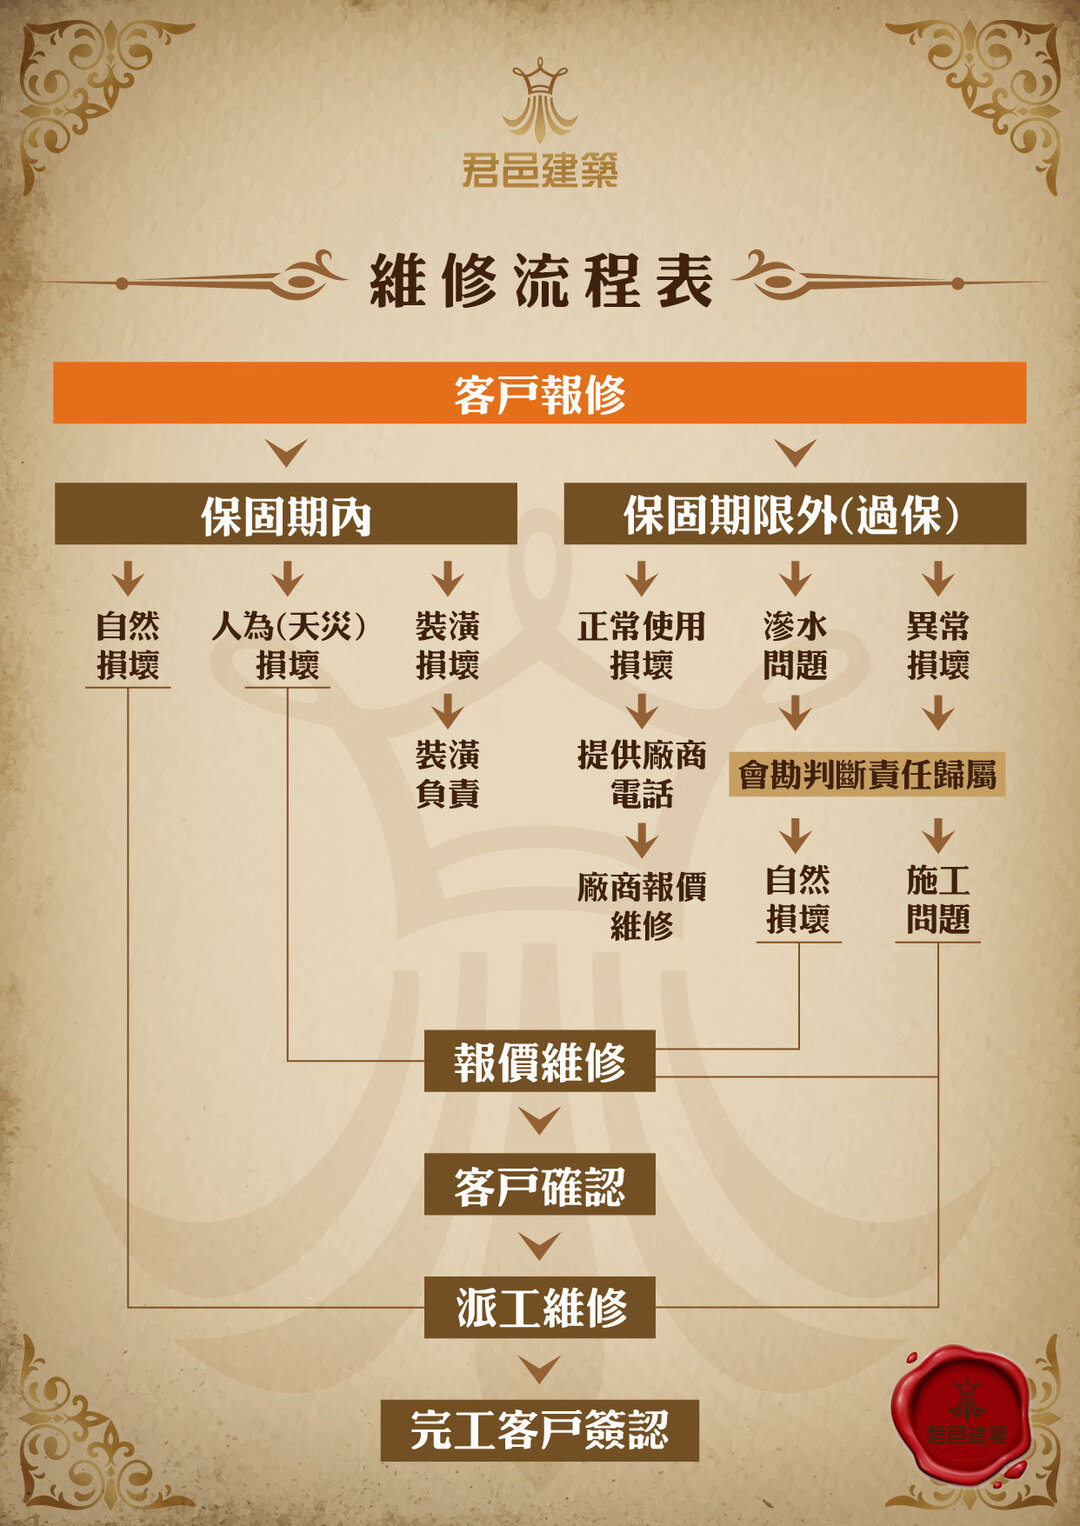 君邑建築
維修流程表
客戶報修
保固期內
保固期限外(過保)
自然
損壞
人為(天災)
損壞
裝潢
損壞
裝潢
負責
正常使用
損壞
提供廠商
電話
廠商報價
維修
滲水
問題
異常
損壞
會勘判斷責任歸屬
自然
損壞
施工
問題
報價維修
客戶確認
派工維修
完工客戶簽認
君邑建築